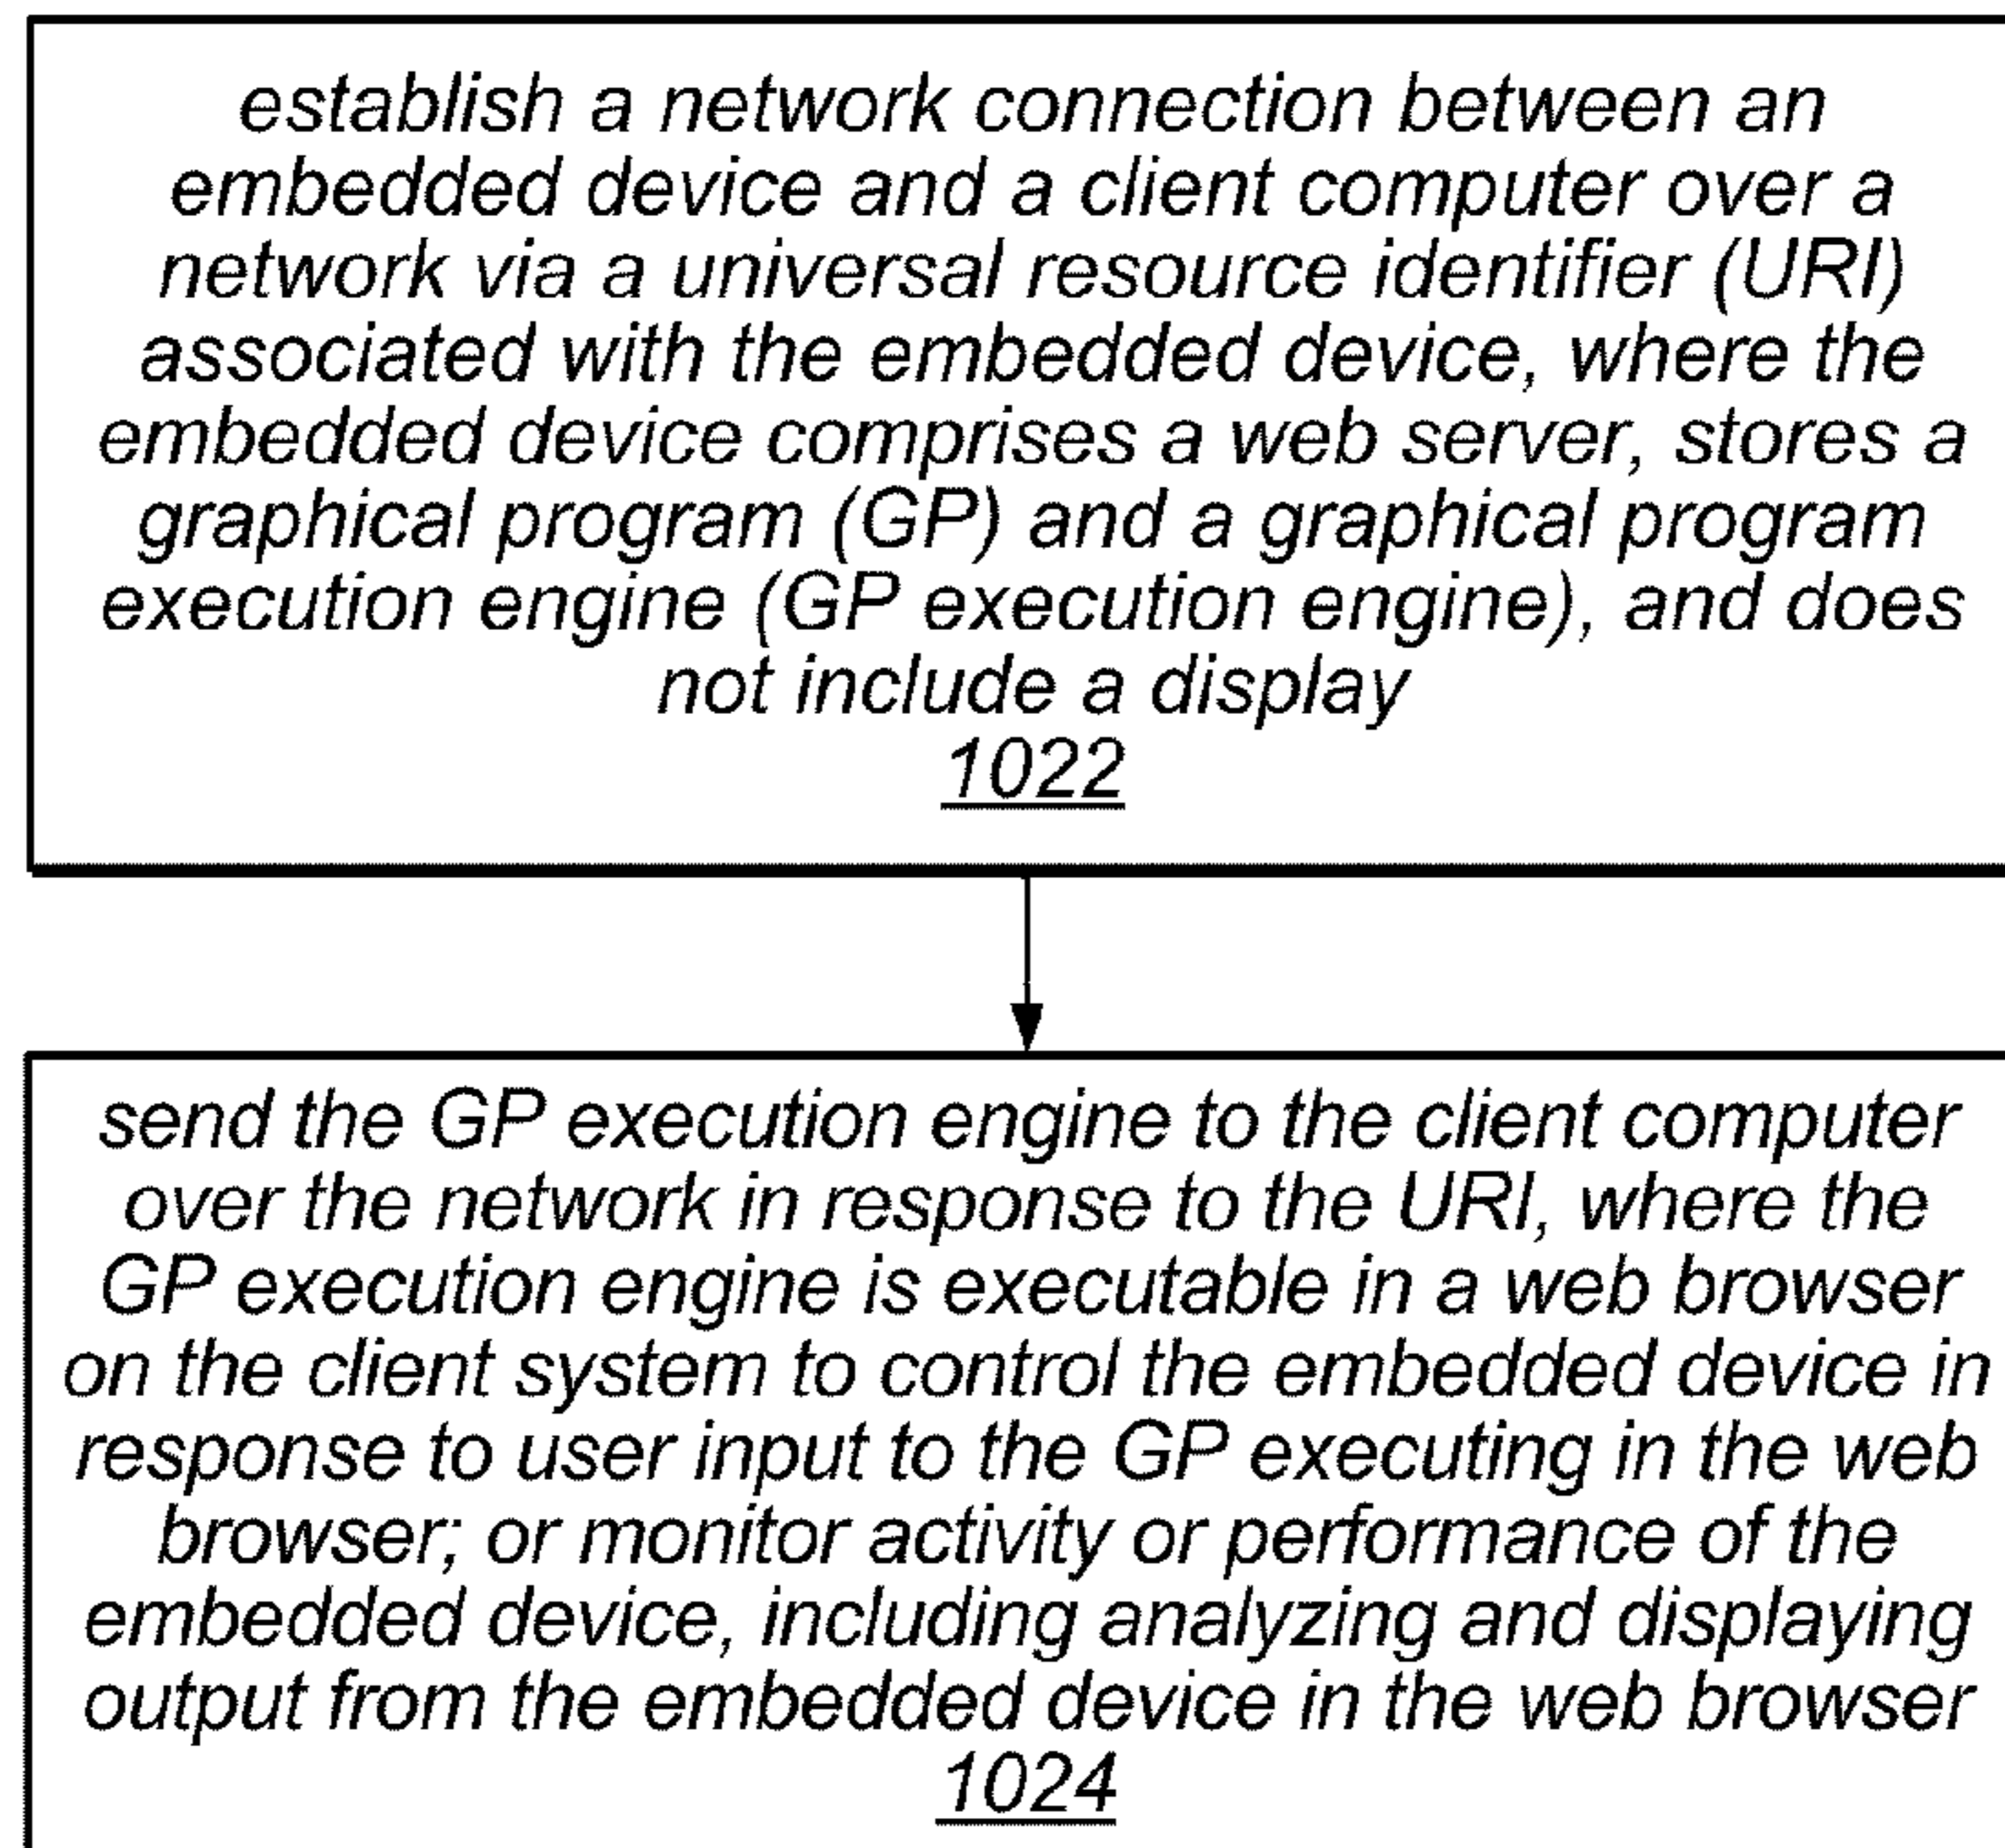 establish a network connection between an
embedded device and a client computer over a
network via a universal resource identifier (URI)
associated with the embedded device, where the
embedded device comprises a web server, stores a
graphical program (GP) and a graphical program
execution engine (GP execution engine), and does
not include a display
1022
send the GP execution engine to the client computer
over the network in response to the URI, where the
GP execution engine is executable in a web browser
on the client system to control the embedded device in
response to user input to the GP executing in the web
browser; or monitor activity or performance of the
embedded device, including analyzing and displaying
output from the embedded device in the web browser
1024